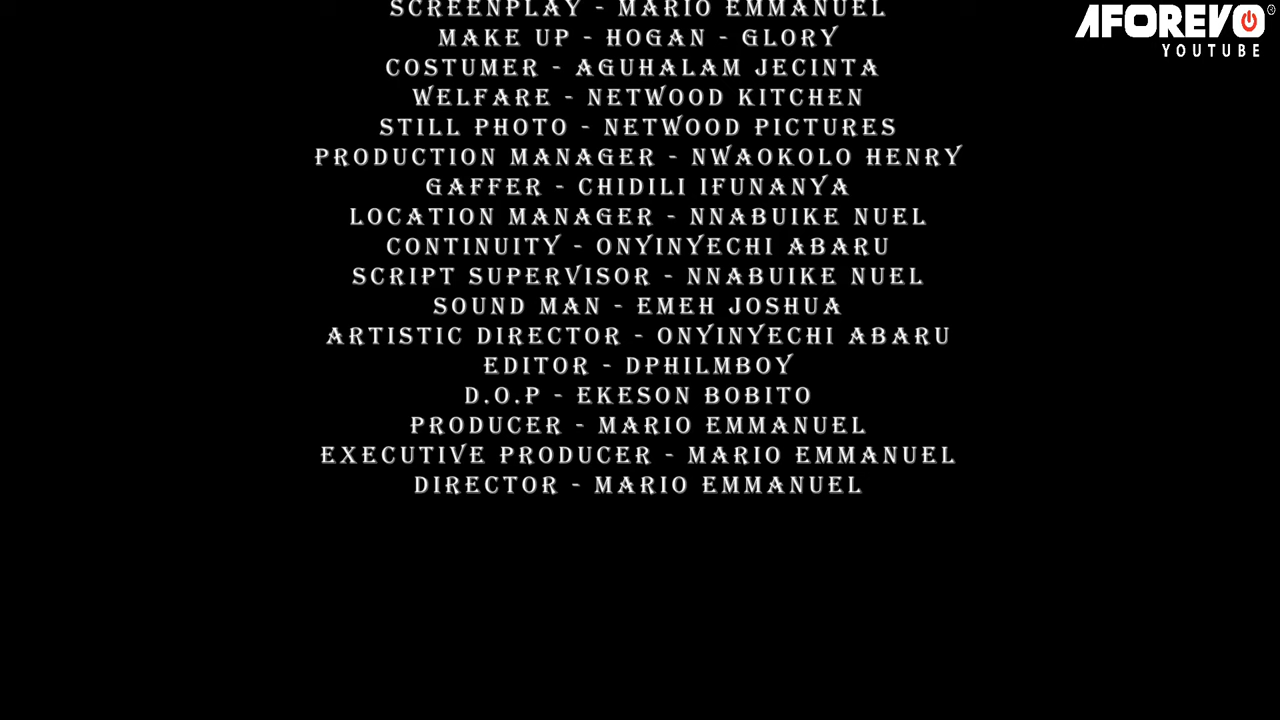 SCREENPLAY - MARIO EMMANUEL
AFOREVO
YOUTUBE
MAKE UP - HOGAN - GLORY
COSTUMER - AGUHALAM JECINTA
WELFARE - NETWOOD KITCHEN
STILL PHOTO - NETWOOD PICTURES
PRODUCTION MANAGER - NWAOKOLO HENRY
GAFFER - CHIDILI IFUNANYA
LOCATION MANAGER - NNABUIKE NUEL
CONTINUITY - ONYINYECHI ABARU
SCRIPT SUPERVISOR - NNABUIKE NUEL
SOUND MAN - EMEH JOSHUA
ARTISTIC DIRECTOR - ONYINYECHI ABARU
EDITOR - DPHILMBOY
D.O.P - EKESON BOBITO
PRODUCER - MARIO EMMANUEL
EXECUTIVE PRODUCER - MARIO EMMANUEL
DIRECTOR - MARIO EMMANUEL